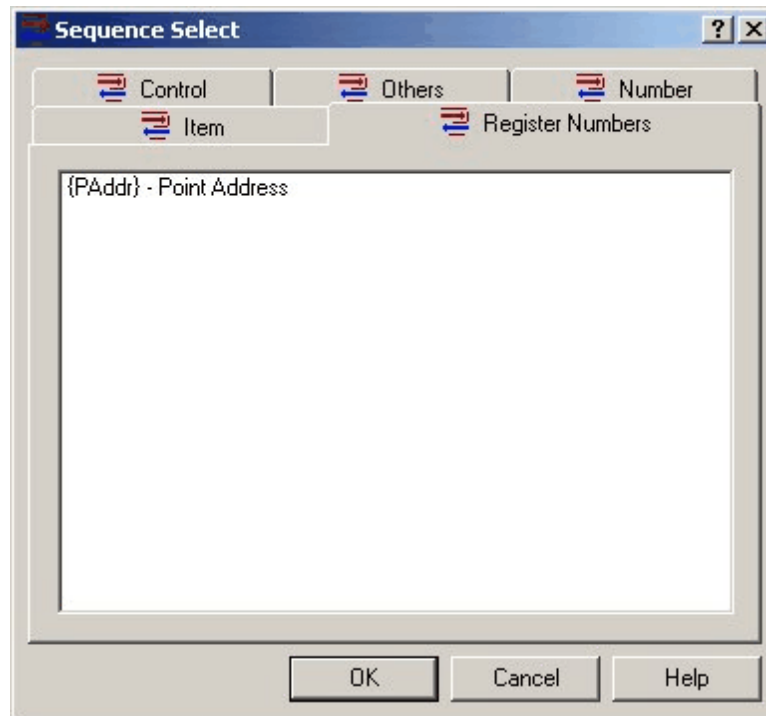 Sequence Select
Control Others Number
Item Register Numbers
{PAddr} - Point Address
OK Cancel Help